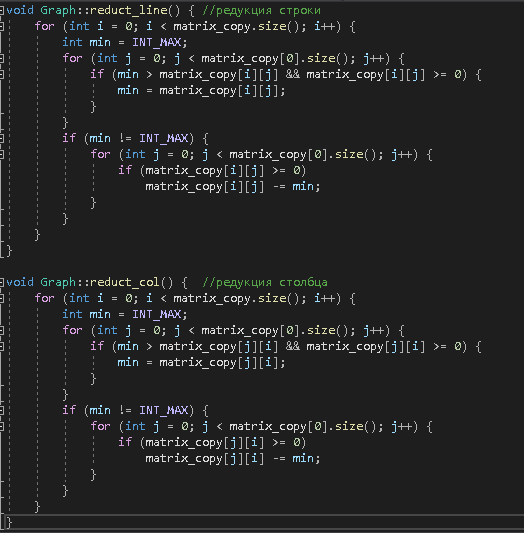 void Graph::reduct_line() { //редукция строки
    for (int i = 0; i < matrix_copy.size(); i++) {
        int min = INT_MAX;
        for (int j = 0; j < matrix_copy[0].size(); j++) {
            if (min > matrix_copy[i][j] && matrix_copy[i][j] >= 0) {
                min = matrix_copy[i][j];
            }
        }
        if (min != INT_MAX) {
            for (int j = 0; j < matrix_copy[0].size(); j++) {
                if (matrix_copy[i][j] >= 0)
                    matrix_copy[i][j] -= min;
            }
        }
    }
}

void Graph::reduct_col() {  //редукция столбца
    for (int i = 0; i < matrix_copy.size(); i++) {
        int min = INT_MAX;
        for (int j = 0; j < matrix_copy[0].size(); j++) {
            if (min > matrix_copy[j][i] && matrix_copy[j][i] >= 0) {
                min = matrix_copy[j][i];
            }
        }
        if (min != INT_MAX) {
            for (int j = 0; j < matrix_copy[0].size(); j++) {
                if (matrix_copy[j][i] >= 0)
                    matrix_copy[j][i] -= min;
            }
        }
    }
}